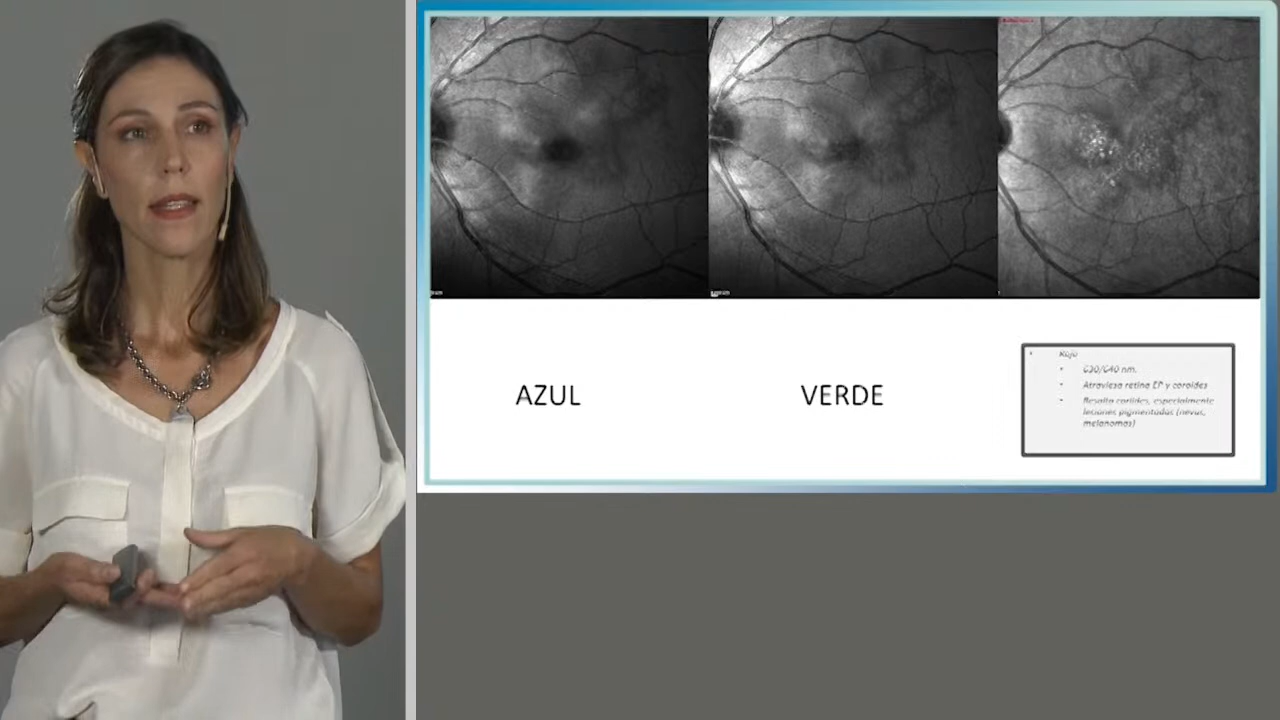 AZUL
VERDE
Rojo
630/640 nm.
Atraviesa retina EP y coroides
Resalta coroides, especialmente
lesiones pigmentadas (nevus,
melanomas)